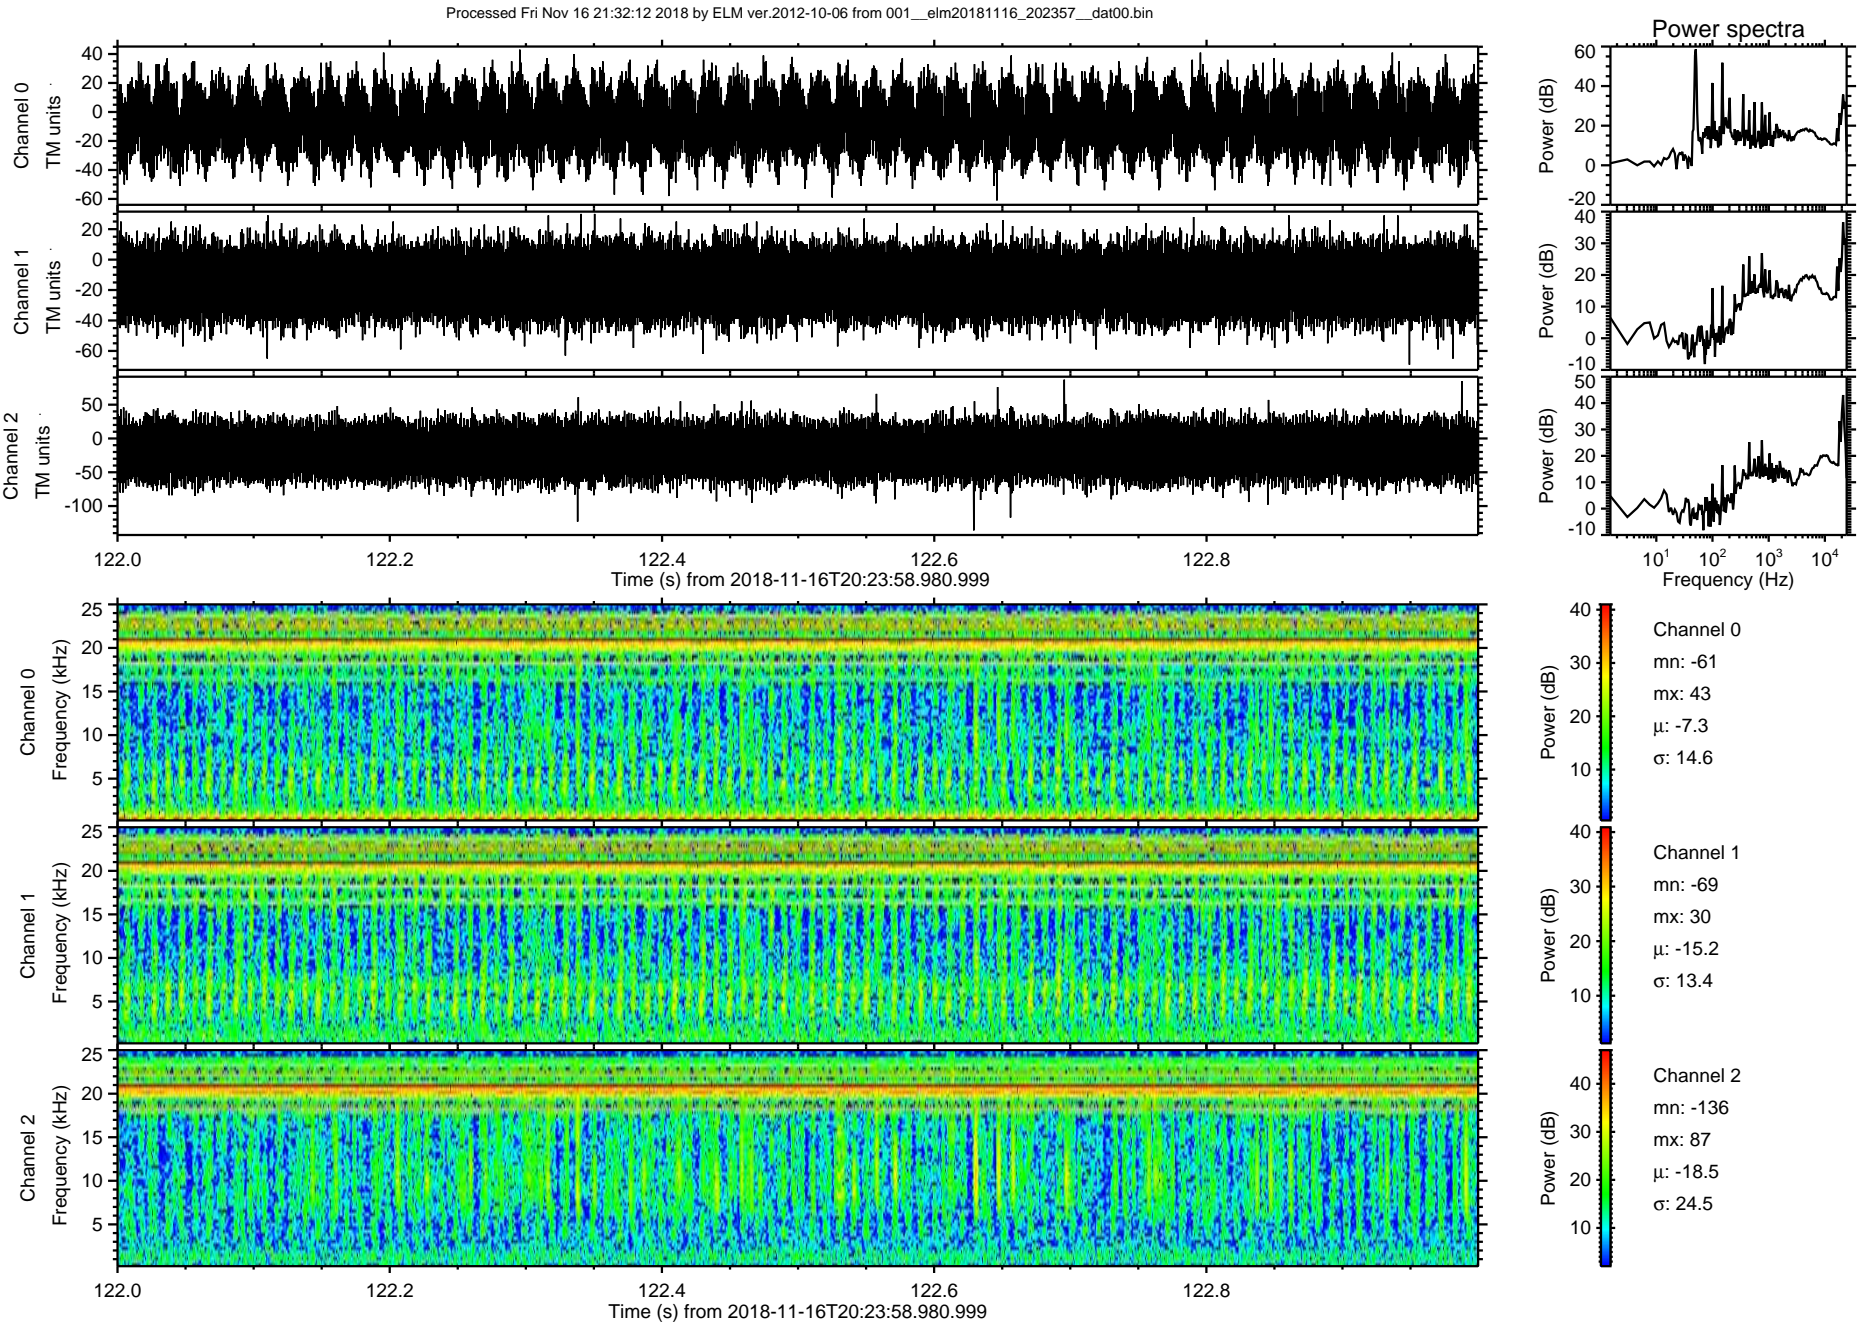 Processed Fri Nov 16 21:32:12 2018 by ELM ver.2012-10-06 from 001__elm20181116_202357__dat00.bin
Power spectra
Channel 0
TM units
40
20
0
-20
-40
-60
Power (dB)
60
40
20
0
-20
Channel 1
TM units
20
0
-20
-40
-60
Power (dB)
40
30
20
10
0
-10
Channel 2
TM units
50
0
-50
-100
Power (dB)
50
40
30
20
10
0
-10
122.0 122.2 122.4 122.6 122.8
Time (s) from 2018-11-16T20:23:58.980.999
10^1 10^2 10^3 10^4
Frequency (Hz)
Channel 0
Frequency (kHz)
25
20
15
10
5
Power (dB)
40
30
20
10
Channel 0
mn: -61
mx: 43
μ: -7.3
σ: 14.6
Channel 1
Frequency (kHz)
25
20
15
10
5
Power (dB)
40
30
20
10
Channel 1
mn: -69
mx: 30
μ: -15.2
σ: 13.4
Channel 2
Frequency (kHz)
25
20
15
10
5
Power (dB)
40
30
20
10
Channel 2
mn: -136
mx: 87
μ: -18.5
σ: 24.5
122.0 122.2 122.4 122.6 122.8
Time (s) from 2018-11-16T20:23:58.980.999